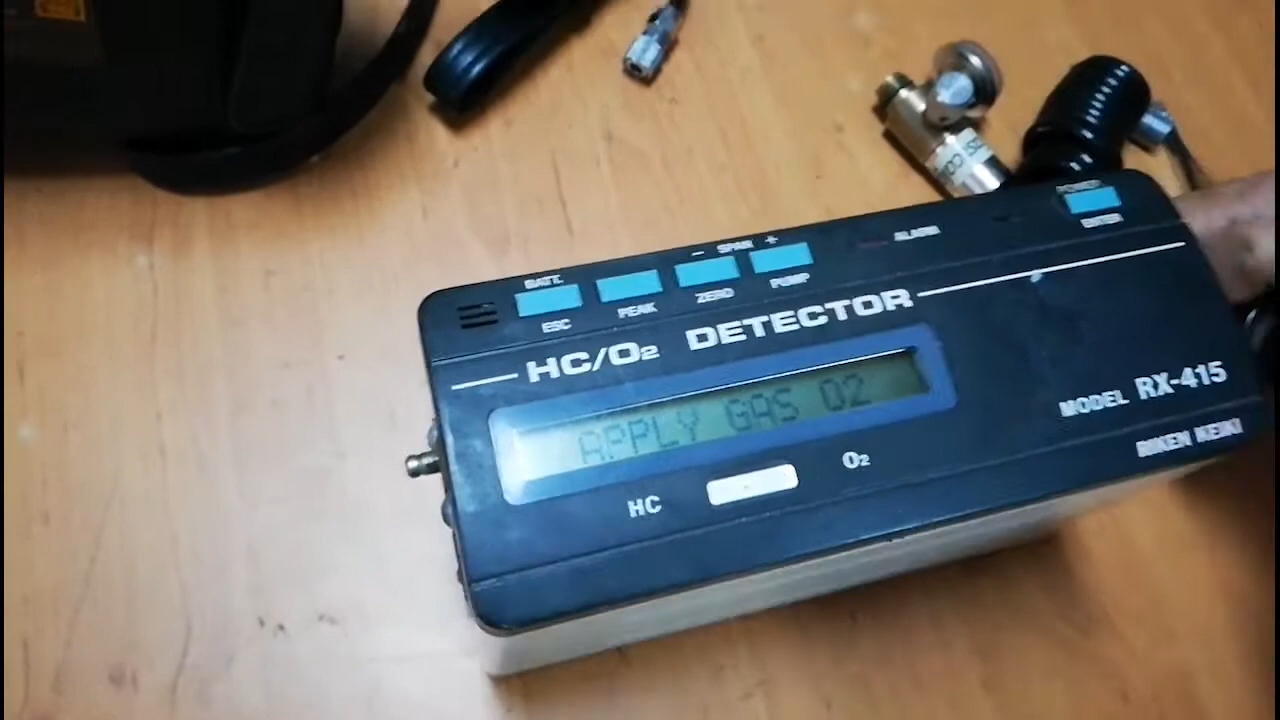 BATT.
ESC
PEAK
− SPAN +
ZERO
PUMP
ALARM
POWER
ENTER
HC/O₂ DETECTOR
APPLY GAS O2
HC
O₂
MODEL RX-415
RIKEN KEIKI